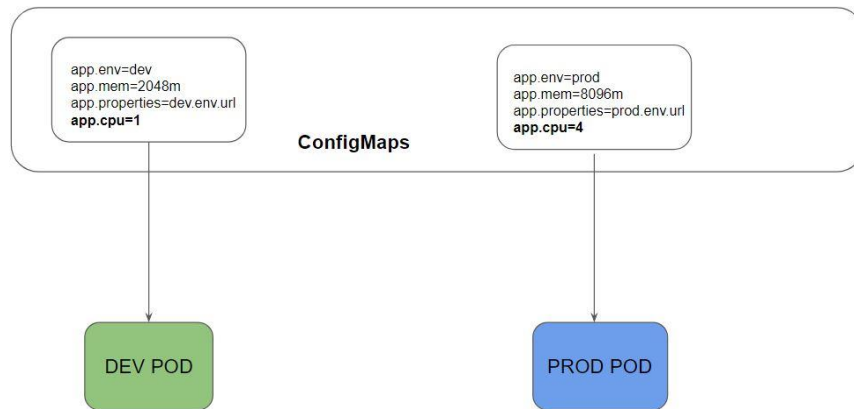 app.env=dev
app.mem=2048m
app.properties=dev.env.url
app.cpu=1
app.env=prod
app.mem=8096m
app.properties=prod.env.url
app.cpu=4
ConfigMaps
DEV POD
PROD POD